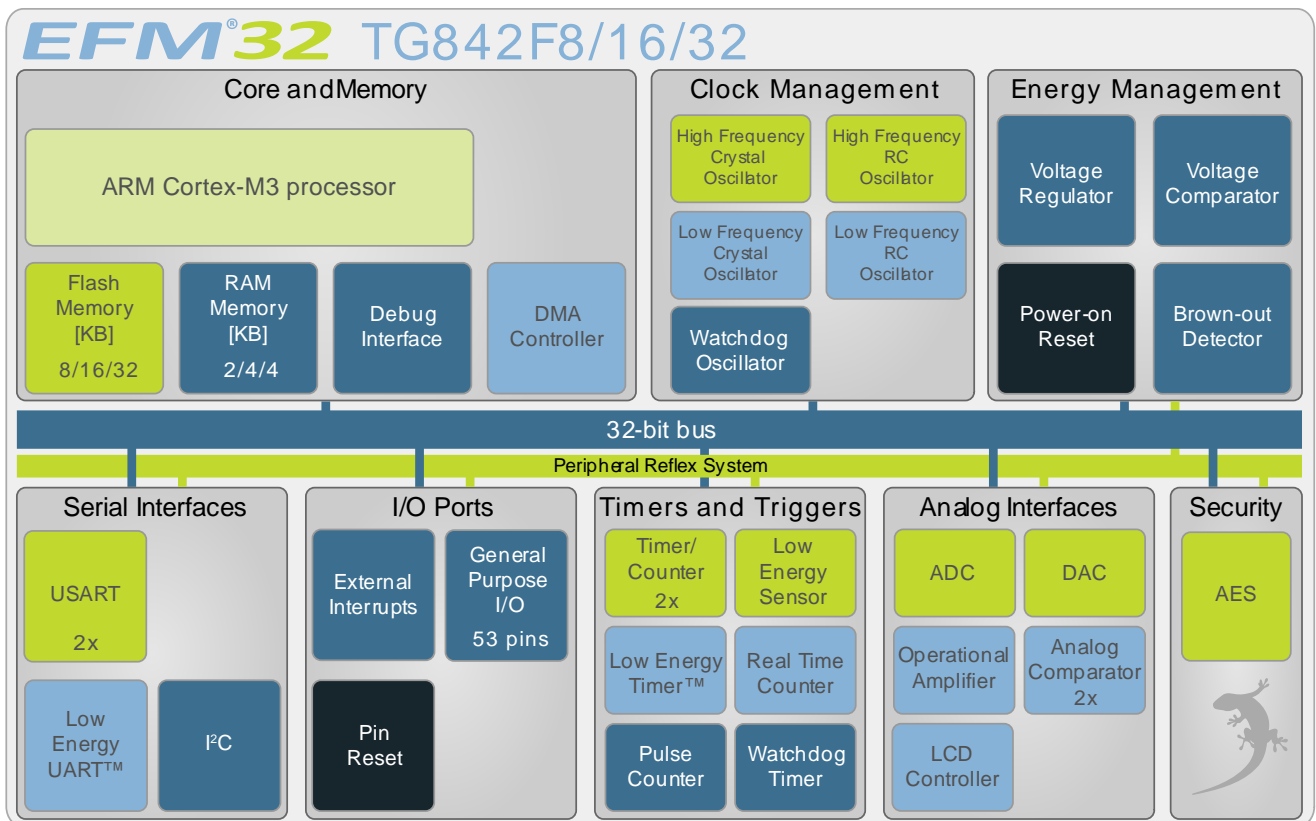 EFM®32 TG842F8/16/32
Core and Memory
ARM Cortex-M3 processor
Flash
Memory
[KB]
8/16/32
RAM
Memory
[KB]
2/4/4
Debug
Interface
DMA
Controller
Clock Management
High Frequency
Crystal
Oscillator
High Frequency
RC
Oscillator
Low Frequency
Crystal
Oscillator
Low Frequency
RC
Oscillator
Watchdog
Oscillator
Energy Management
Voltage
Regulator
Voltage
Comparator
Power-on
Reset
Brown-out
Detector
32-bit bus
Peripheral Reflex System
Serial Interfaces
USART
2x
Low
Energy
UART™
I²C
I/O Ports
External
Interrupts
General
Purpose
I/O
53 pins
Pin
Reset
Timers and Triggers
Timer/
Counter
2x
Low
Energy
Sensor
Low Energy
Timer™
Real Time
Counter
Pulse
Counter
Watchdog
Timer
Analog Interfaces
ADC
DAC
Operational
Amplifier
Analog
Comparator
2x
LCD
Controller
Security
AES